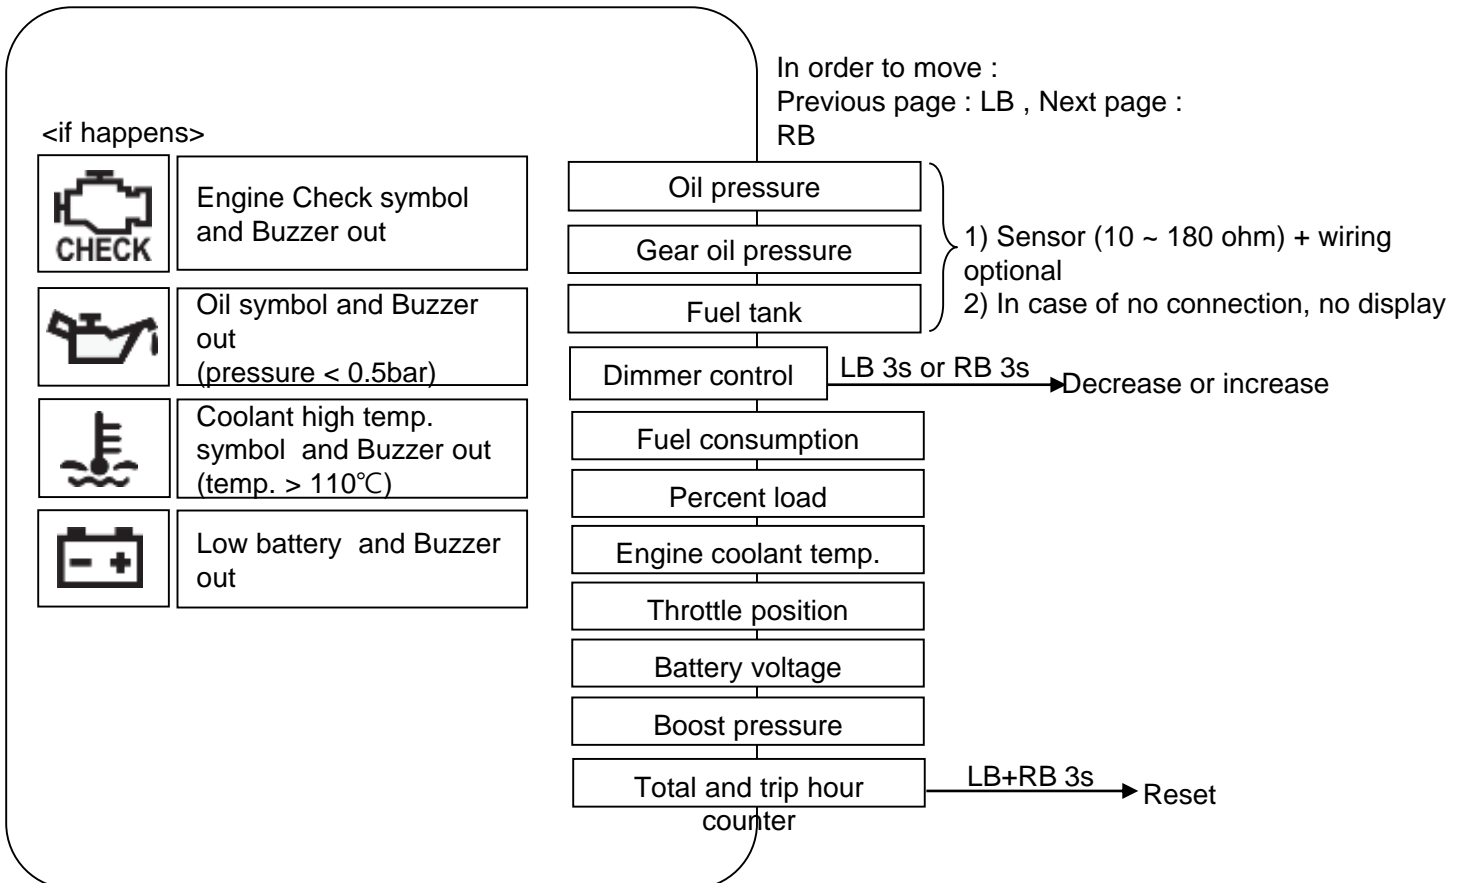 In order to move :
Previous page : LB , Next page :
RB
<if happens>
CHECK
Engine Check symbol
and Buzzer out
Oil symbol and Buzzer
out
(pressure < 0.5bar)
Coolant high temp.
symbol  and Buzzer out
(temp. > 110℃)
Low battery  and Buzzer
out
Oil pressure
Gear oil pressure
Fuel tank
1) Sensor (10 ~ 180 ohm) + wiring
optional
2) In case of no connection, no display
Dimmer control
LB 3s or RB 3s
Decrease or increase
Fuel consumption
Percent load
Engine coolant temp.
Throttle position
Battery voltage
Boost pressure
Total and trip hour
counter
LB+RB 3s
Reset